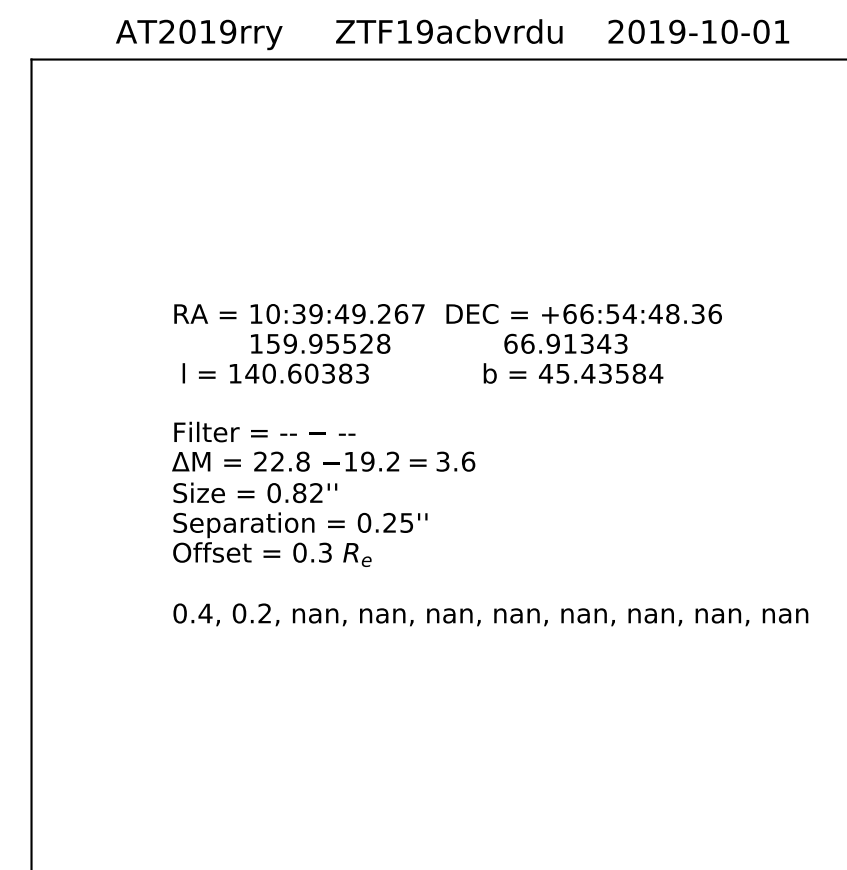 AT2019rry ZTF19acbvrdu 2019-10-01
RA = 10:39:49.267 DEC = +66:54:48.36
159.95528 66.91343
l = 140.60383 b = 45.43584
Filter = -- − --
ΔM = 22.8 −19.2 = 3.6
Size = 0.82''
Separation = 0.25''
Offset = 0.3 Rₑ
0.4, 0.2, nan, nan, nan, nan, nan, nan, nan, nan